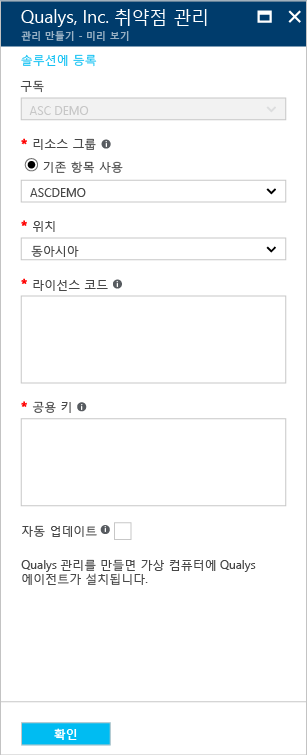 Qualys, Inc. 취약점 관리
관리 만들기 - 미리 보기
솔루션에 등록
구독
ASC DEMO
* 리소스 그룹
기존 항목 사용
ASCDEMO
* 위치
동아시아
* 라이선스 코드
* 공용 키
자동 업데이트
Qualys 관리를 만들면 가상 컴퓨터에 Qualys
에이전트가 설치됩니다.
확인